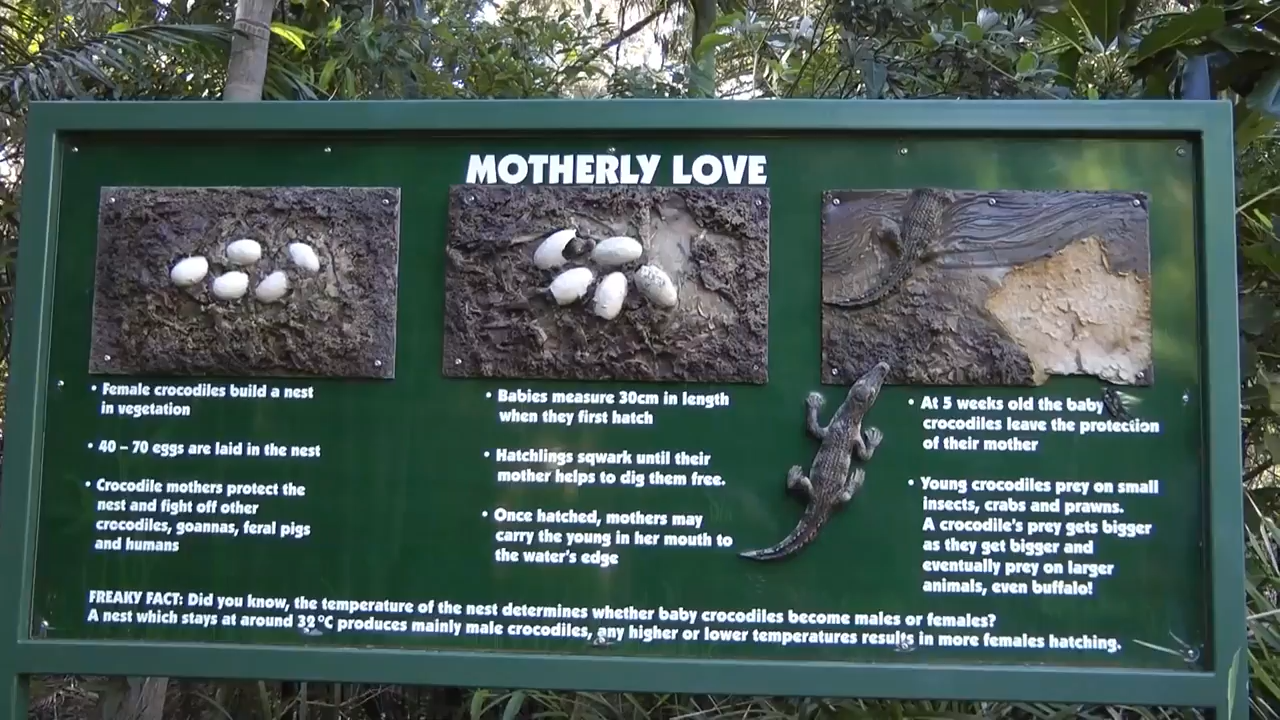 MOTHERLY LOVE
• Female crocodiles build a nest
in vegetation
• 40 – 70 eggs are laid in the nest
• Crocodile mothers protect the
nest and fight off other
crocodiles, goannas, feral pigs
and humans
• Babies measure 30cm in length
when they first hatch
• Hatchlings sqwark until their
mother helps to dig them free.
• Once hatched, mothers may
carry the young in her mouth to
the water's edge
• At 5 weeks old the baby
crocodiles leave the protection
of their mother
• Young crocodiles prey on small
insects, crabs and prawns.
A crocodile's prey gets bigger
as they get bigger and
eventually prey on larger
animals, even buffalo!
FREAKY FACT: Did you know, the temperature of the nest determines whether baby crocodiles become males or females?
A nest which stays at around 32°C produces mainly male crocodiles, any higher or lower temperatures results in more females hatching.